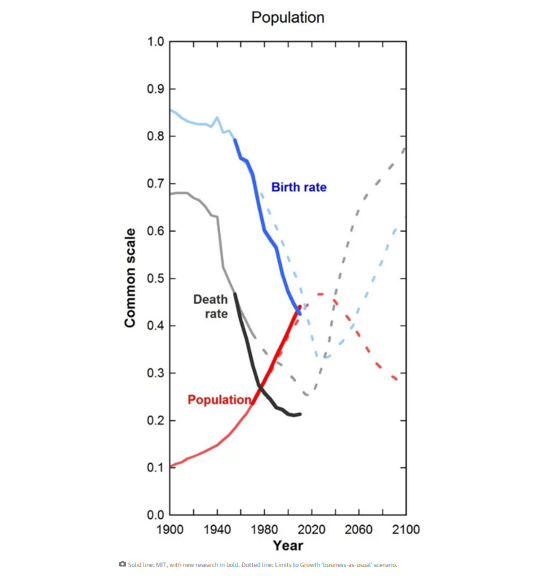 Population
1.0
0.9
0.8
0.7
Birth rate
0.6
Common scale
0.5
Death
rate
0.4
0.3
Population
0.2
0.1
0.0
1900 1940 1980 2020 2060 2100
Year
Solid line: MIT, with new research in bold. Dotted line: Limits to Growth 'business-as-usual' scenario.